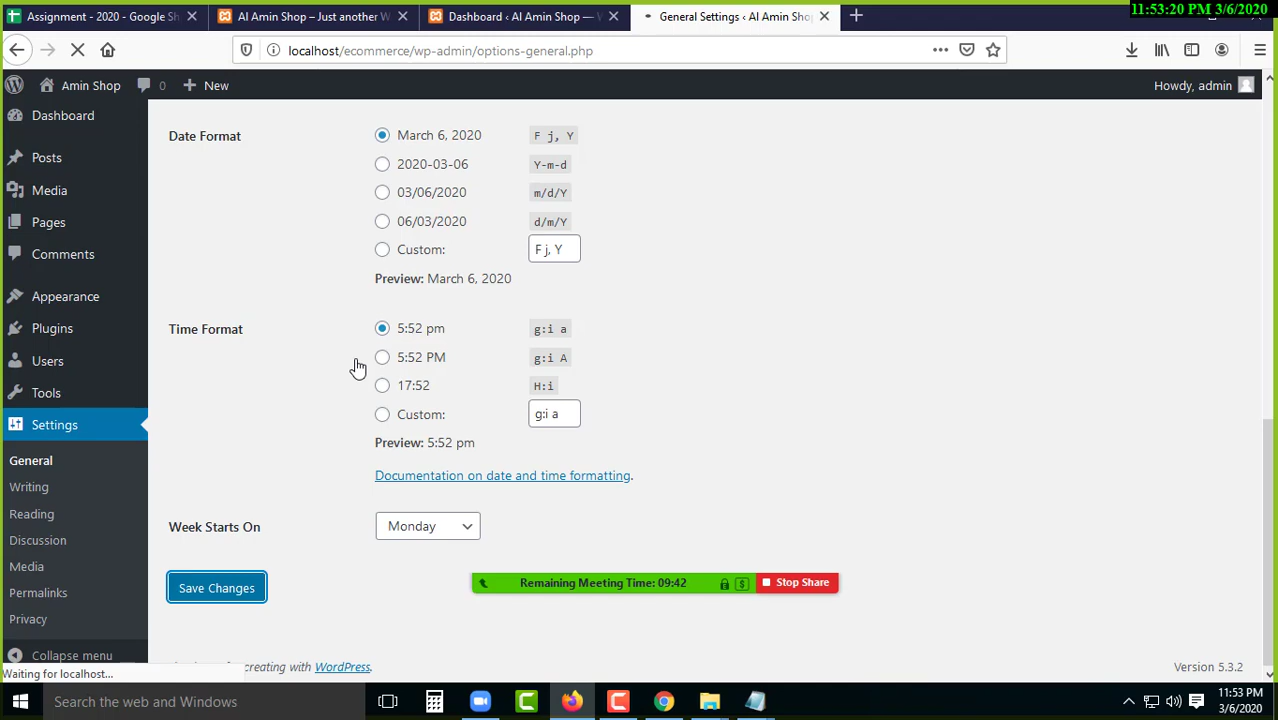 11:53:20 PM 3/6/2020
Assignment - 2020 - Google Sh
Al Amin Shop – Just another W
Dashboard ‹ Al Amin Shop — W
General Settings ‹ Al Amin Shop
localhost/ecommerce/wp-admin/options-general.php
Amin Shop
0
New
Howdy, admin
Dashboard
Posts
Media
Pages
Comments
Appearance
Plugins
Users
Tools
Settings
General
Writing
Reading
Discussion
Media
Permalinks
Privacy
Collapse menu
Date Format
March 6, 2020 F j, Y
2020-03-06 Y-m-d
03/06/2020 m/d/Y
06/03/2020 d/m/Y
Custom: F j, Y
Preview: March 6, 2020
Time Format
5:52 pm g:i a
5:52 PM g:i A
17:52 H:i
Custom: g:i a
Preview: 5:52 pm
Documentation on date and time formatting.
Week Starts On
Monday
Save Changes
Remaining Meeting Time: 09:42
Stop Share
creating with WordPress.
Version 5.3.2
Waiting for localhost...
Search the web and Windows
11:53 PM
3/6/2020